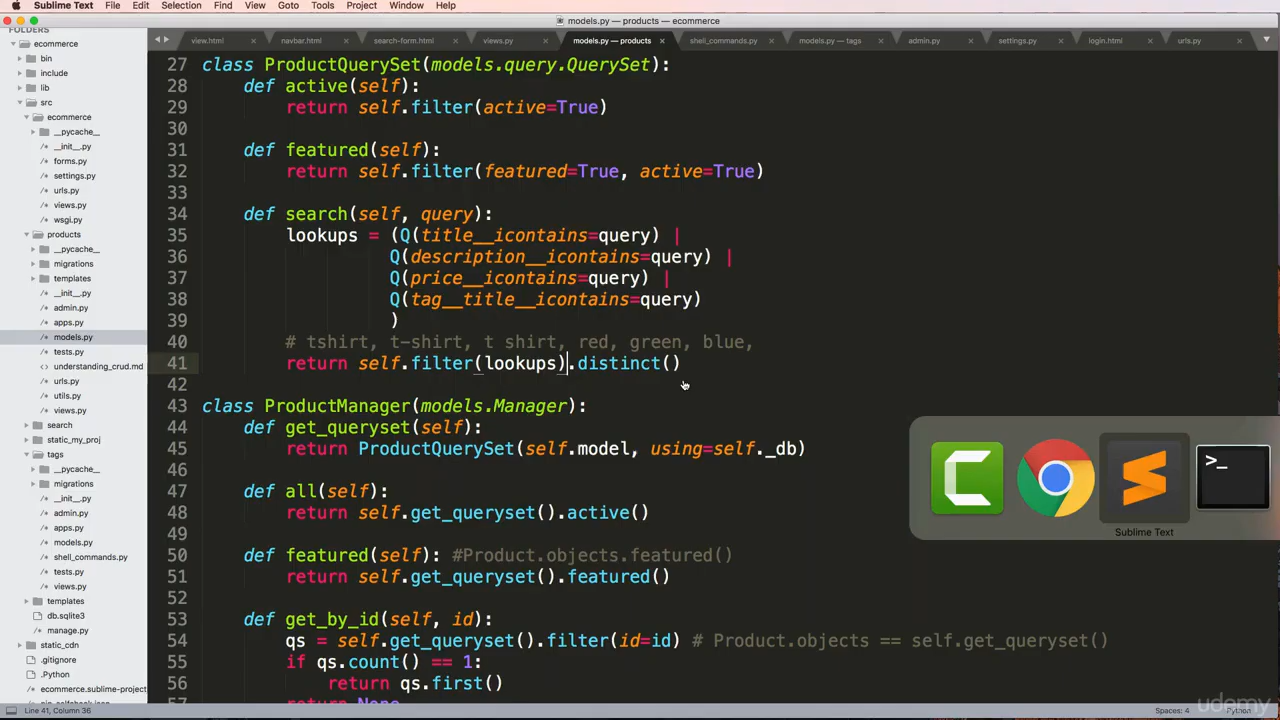 Sublime Text File Edit Selection Find View Goto Tools Project Window Help
models.py — products — ecommerce
FOLDERS
view.html × navbar.html × search-form.html × views.py × models.py — products × shell_commands.py × models.py — tags × admin.py × settings.py × login.html × urls.py ×
ecommerce
bin
include
lib
src
ecommerce
__pycache__
__init__.py
forms.py
settings.py
urls.py
views.py
wsgi.py
products
__pycache__
migrations
templates
__init__.py
admin.py
apps.py
models.py
tests.py
understanding_crud.md
urls.py
utils.py
views.py
search
static_my_proj
tags
__pycache__
migrations
__init__.py
admin.py
apps.py
models.py
shell_commands.py
tests.py
views.py
templates
db.sqlite3
manage.py
static_cdn
.gitignore
.Python
ecommerce.sublime-project
27 class ProductQuerySet(models.query.QuerySet):
28 def active(self):
29 return self.filter(active=True)
30
31 def featured(self):
32 return self.filter(featured=True, active=True)
33
34 def search(self, query):
35 lookups = (Q(title__icontains=query) |
36 Q(description__icontains=query) |
37 Q(price__icontains=query) |
38 Q(tag__title__icontains=query)
39 )
40 # tshirt, t-shirt, t shirt, red, green, blue,
41 return self.filter(lookups).distinct()
42
43 class ProductManager(models.Manager):
44 def get_queryset(self):
45 return ProductQuerySet(self.model, using=self._db)
46
47 def all(self):
48 return self.get_queryset().active()
49
50 def featured(self): #Product.objects.featured()
51 return self.get_queryset().featured()
52
53 def get_by_id(self, id):
54 qs = self.get_queryset().filter(id=id) # Product.objects == self.get_queryset()
55 if qs.count() == 1:
56 return qs.first()
57 return None
>_
Sublime Text
udemy
Line 41, Column 36
Spaces: 4
Python